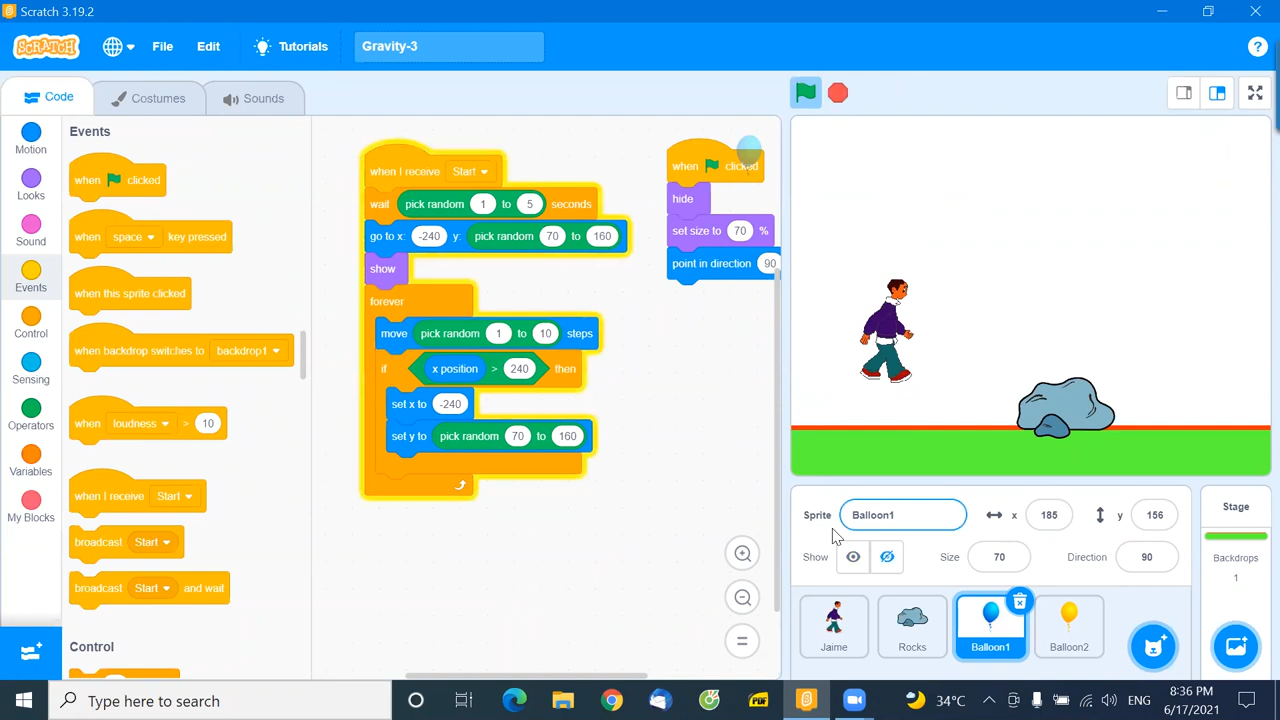 Scratch 3.19.2
SCRATCH
File
Edit
Tutorials
Gravity-3
Code
Costumes
Sounds
Motion
Looks
Sound
Events
Control
Sensing
Operators
Variables
My Blocks
Events
when clicked
when space key pressed
when this sprite clicked
when backdrop switches to backdrop1
when loudness > 10
when I receive Start
broadcast Start
broadcast Start and wait
Control
when I receive Start
wait pick random 1 to 5 seconds
go to x: -240 y: pick random 70 to 160
show
forever
move pick random 1 to 10 steps
if x position > 240 then
set x to -240
set y to pick random 70 to 160
when clicked
hide
set size to 70 %
point in direction 90
Sprite Balloon1 x 185 y 156
Show Size 70 Direction 90
Jaime
Rocks
Balloon1
Balloon2
Stage
Backdrops
1
Type here to search
PDF
34°C
ENG
8:36 PM
6/17/2021